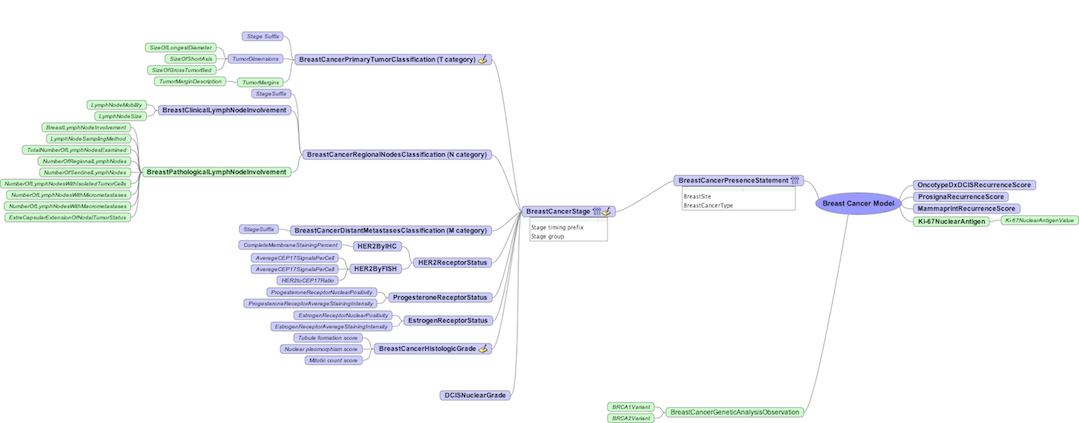 Stage Suffix
SizeOfLongestDiameter
BreastCancerPrimaryTumorClassification (T category)
SizeOfShortAxis
TumorDimensions
SizeOfGrossTumorBed
TumorMarginDescription
TumorMargins
StageSuffix
LymphNodeMobility
BreastClinicalLymphNodeInvolvement
LymphNodeSize
BreastLymphNodeInvolvement
LymphNodeSamplingMethod
TotalNumberOfLymphNodesExamined
BreastCancerRegionalNodesClassification (N category)
NumberOfRegionalLymphNodes
NumberOfSentinelLymphNodes
BreastPathologicalLymphNodeInvolvement
NumberOfLymphNodesWithIsolatedTumorCells
NumberOfLymphNodesWithMicrometastases
NumberOfLymphNodesWithMacrometastases
ExtraCapsularExtensionOfNodalTumorStatus
BreastCancerPresenceStatement
BreastSite
BreastCancerType
Breast Cancer Model
OncotypeDxDCISRecurrenceScore
ProsignaRecurrenceScore
MammaprintRecurrenceScore
Ki-67NuclearAntigen
Ki-67NuclearAntigenValue
BreastCancerStage
Stage timing prefix
Stage group
StageSuffix
BreastCancerDistantMetastasesClassification (M category)
CompleteMembraneStainingPercent
HER2ByIHC
AverageCEP17SignalsPerCell
HER2ReceptorStatus
AverageCEP17SignalsPerCell
HER2ByFISH
HER2toCEP17Ratio
ProgesteroneReceptorNuclearPositivity
ProgesteroneReceptorStatus
ProgesteroneReceptorAverageStainingIntensity
EstrogenReceptorNuclearPositivity
EstrogenReceptorStatus
EstrogenReceptorAverageStainingIntensity
Tubule formation score
Nuclear pleomorphism score
BreastCancerHistologicGrade
Mitotic count score
DCISNuclearGrade
BRCA1Variant
BreastCancerGeneticAnalysisObservation
BRCA2Variant